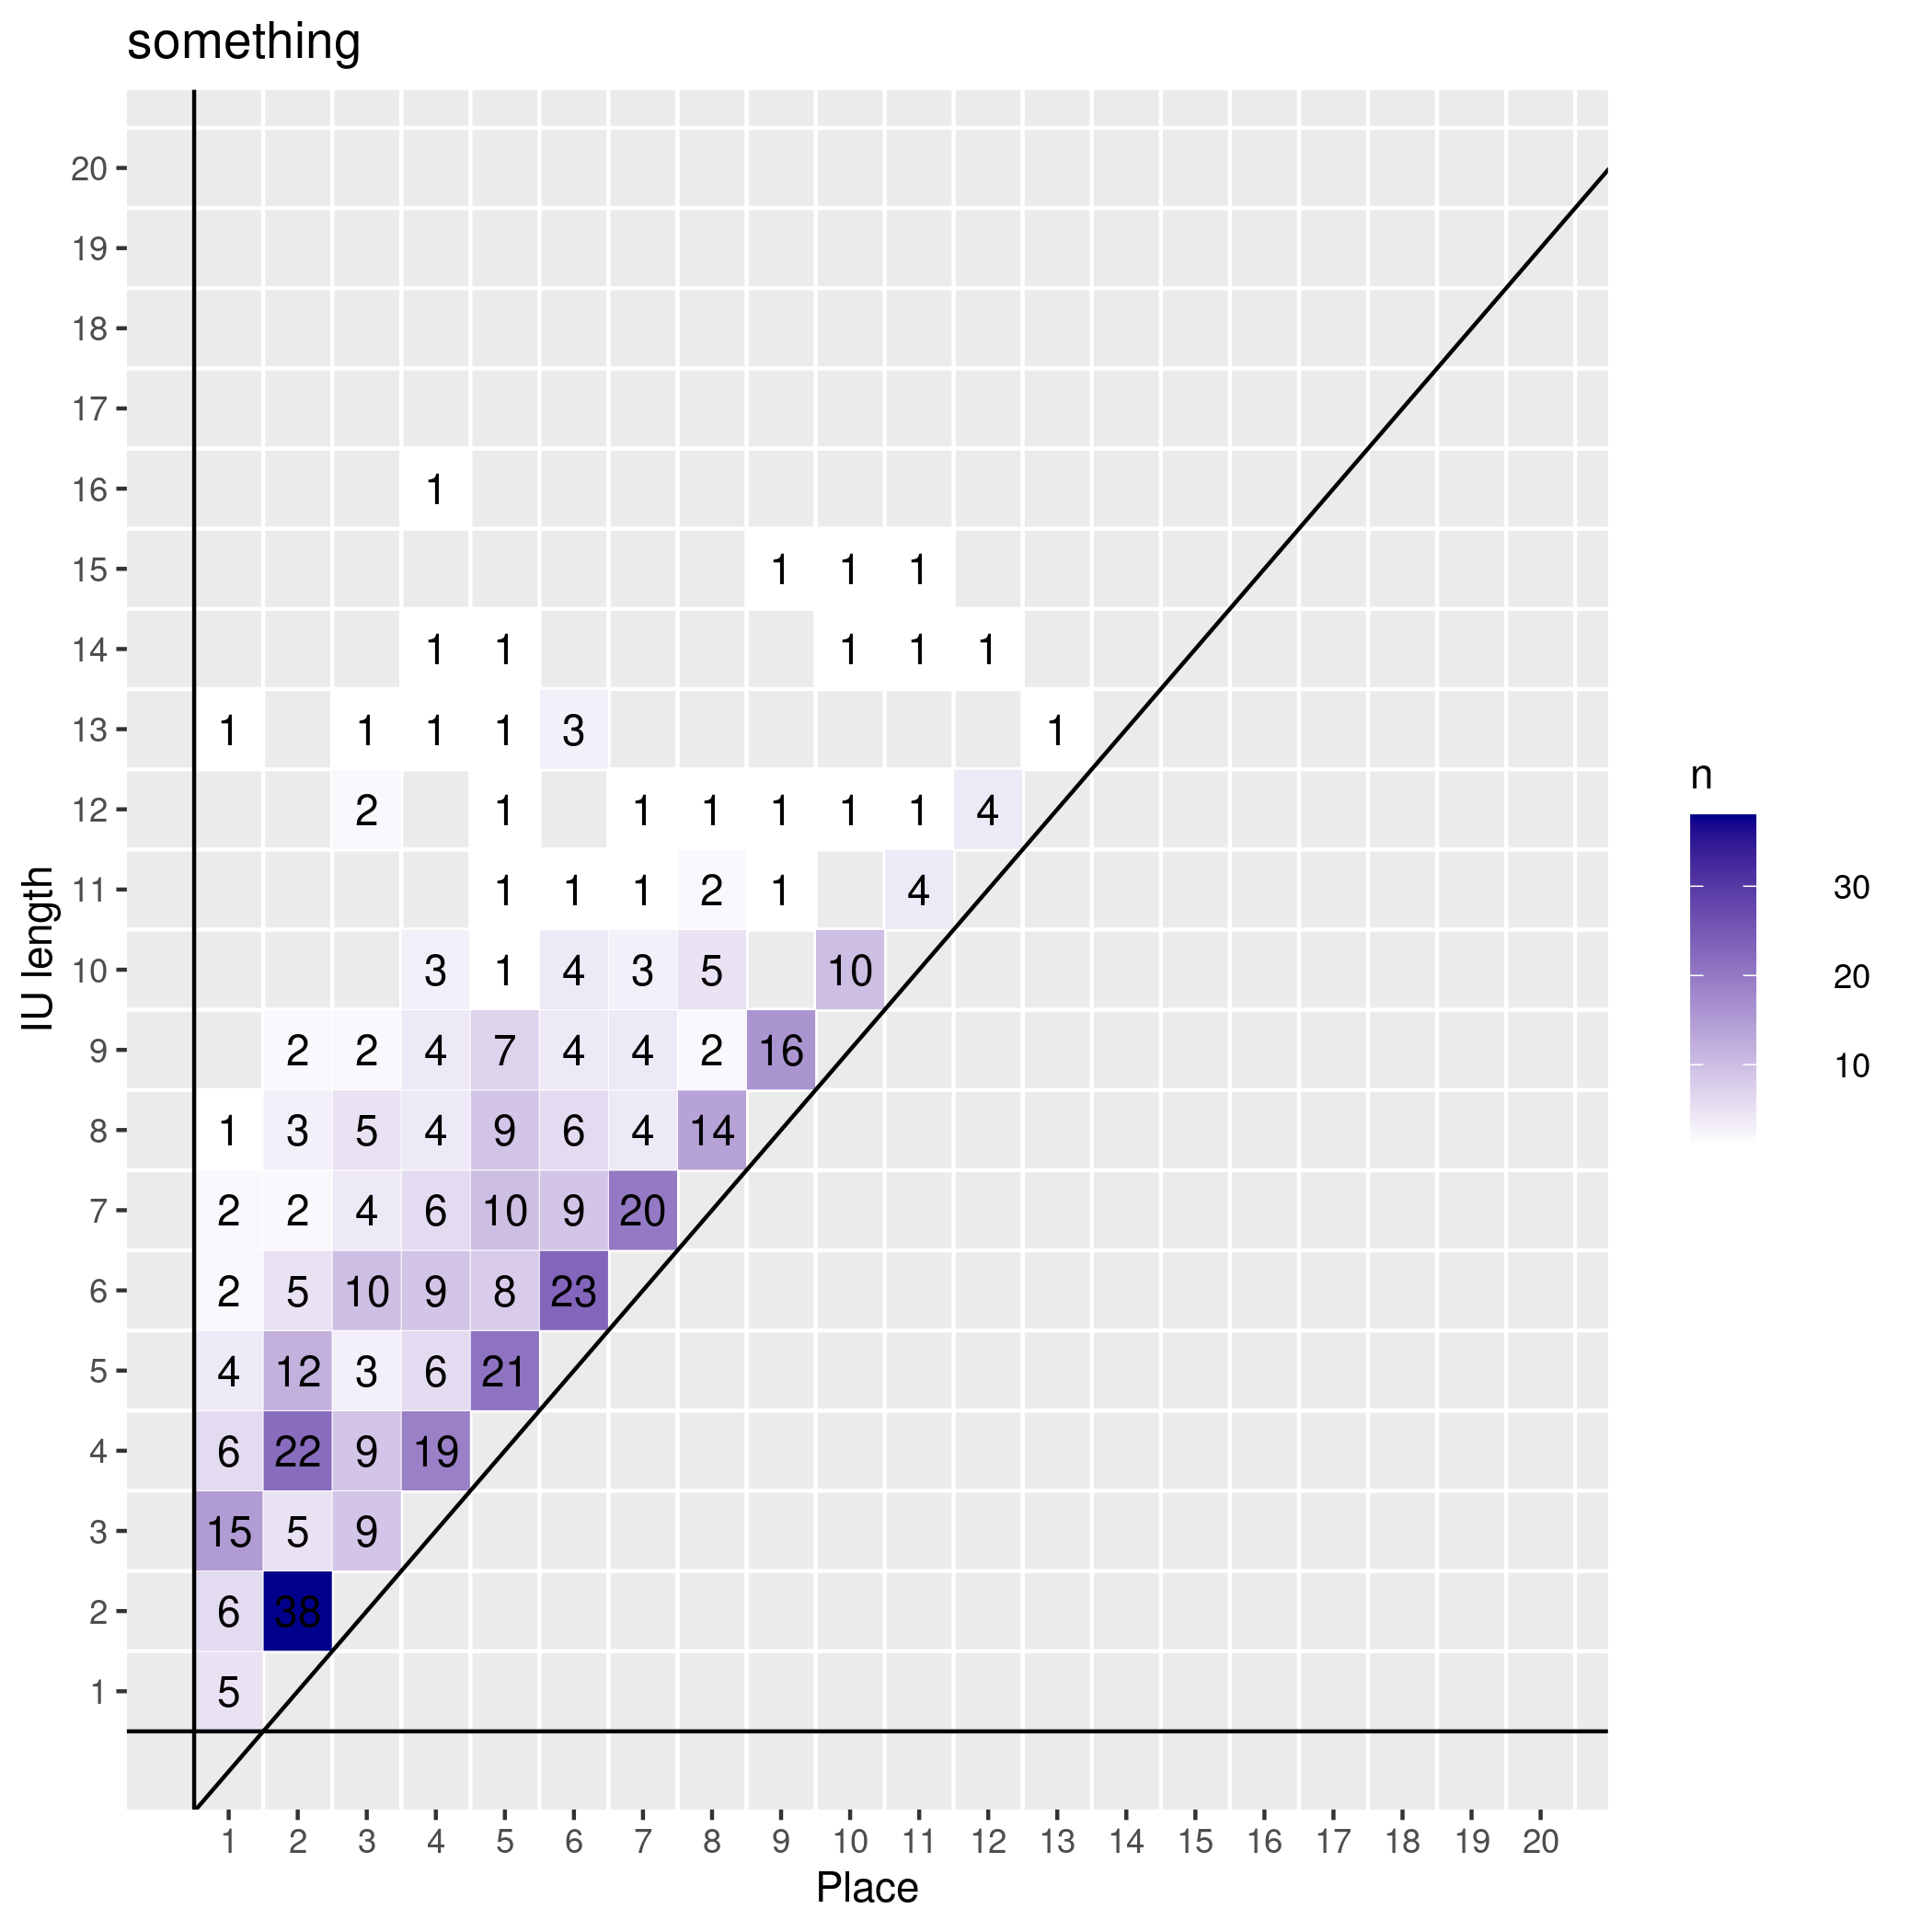 something
20
19
18
17
16 1
15 1 1 1
14 1 1 1 1 1
13 1 1 1 1 3 1
12 2 1 1 1 1 1 1 4
11 1 1 1 2 1 4
10 3 1 4 3 5 10
9 2 2 4 7 4 4 2 16
8 1 3 5 4 9 6 4 14
7 2 2 4 6 10 9 20
6 2 5 10 9 8 23
5 4 12 3 6 21
4 6 22 9 19
3 15 5 9
2 6 38
1 5
1 2 3 4 5 6 7 8 9 10 11 12 13 14 15 16 17 18 19 20
Place
IU length
n
30
20
10